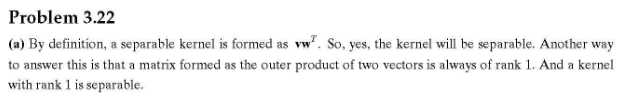 Problem 3.22
(a) By definition, a separable kernel is formed as vwᵀ. So, yes, the kernel will be separable. Another way
to answer this is that a matrix formed as the outer product of two vectors is always of rank 1. And a kernel
with rank 1 is separable.